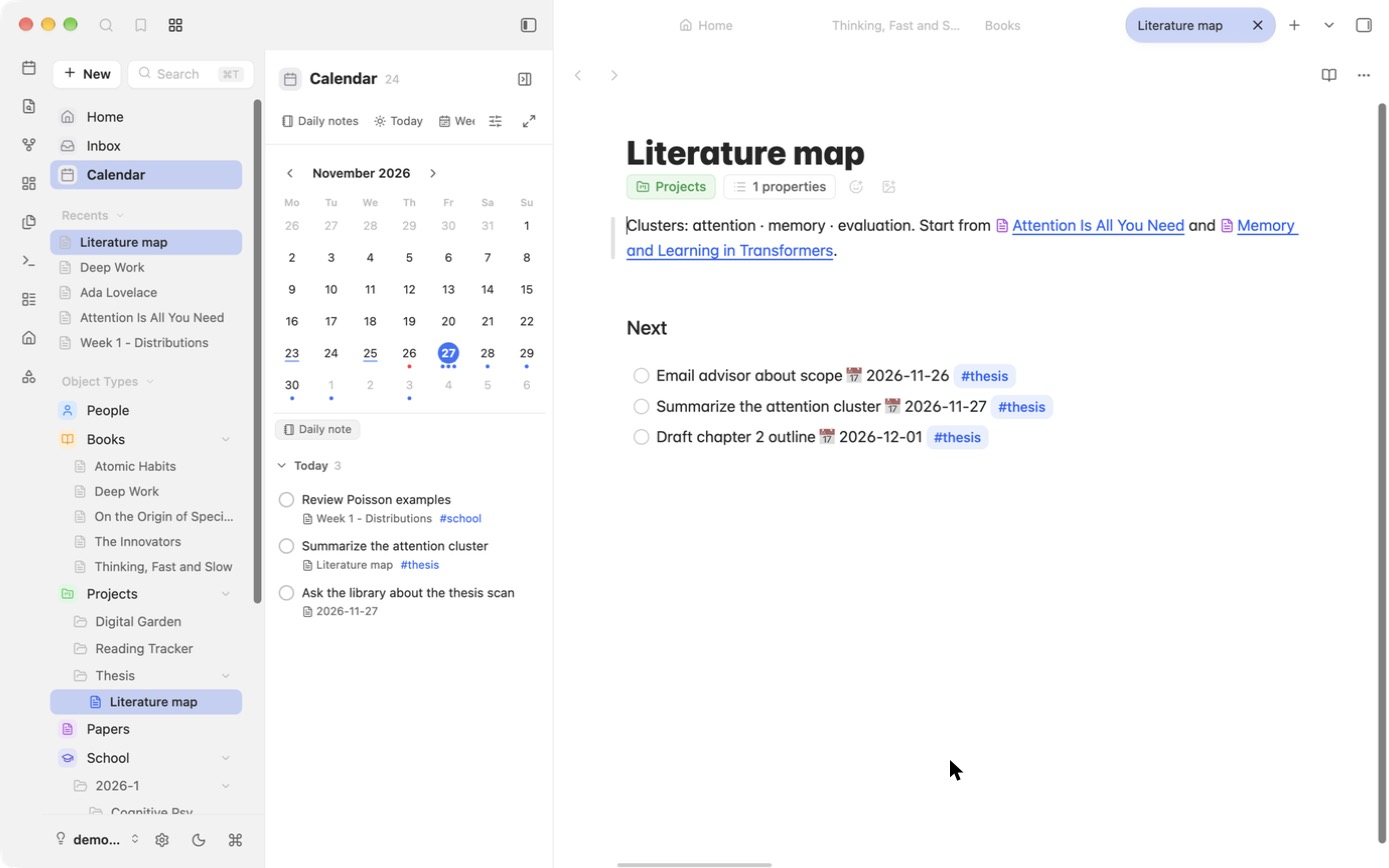 Home
Thinking, Fast and S...
Books
Literature map
New
Search
⌘T
Home
Inbox
Calendar
Recents
Literature map
Deep Work
Ada Lovelace
Attention Is All You Need
Week 1 - Distributions
Object Types
People
Books
Atomic Habits
Deep Work
On the Origin of Speci...
The Innovators
Thinking, Fast and Slow
Projects
Digital Garden
Reading Tracker
Thesis
Literature map
Papers
School
2026-1
Cognitive Psy
demo...
Calendar 24
Daily notes Today Wee
November 2026
Mo Tu We Th Fr Sa Su
26 27 28 29 30 31 1
2 3 4 5 6 7 8
9 10 11 12 13 14 15
16 17 18 19 20 21 22
23 24 25 26 27 28 29
30 1 2 3 4 5 6
Daily note
Today 3
Review Poisson examples
Week 1 - Distributions #school
Summarize the attention cluster
Literature map #thesis
Ask the library about the thesis scan
2026-11-27
Literature map
Projects 1 properties
Clusters: attention · memory · evaluation. Start from Attention Is All You Need and Memory
and Learning in Transformers.
Next
Email advisor about scope 📅 2026-11-26 #thesis
Summarize the attention cluster 📅 2026-11-27 #thesis
Draft chapter 2 outline 📅 2026-12-01 #thesis